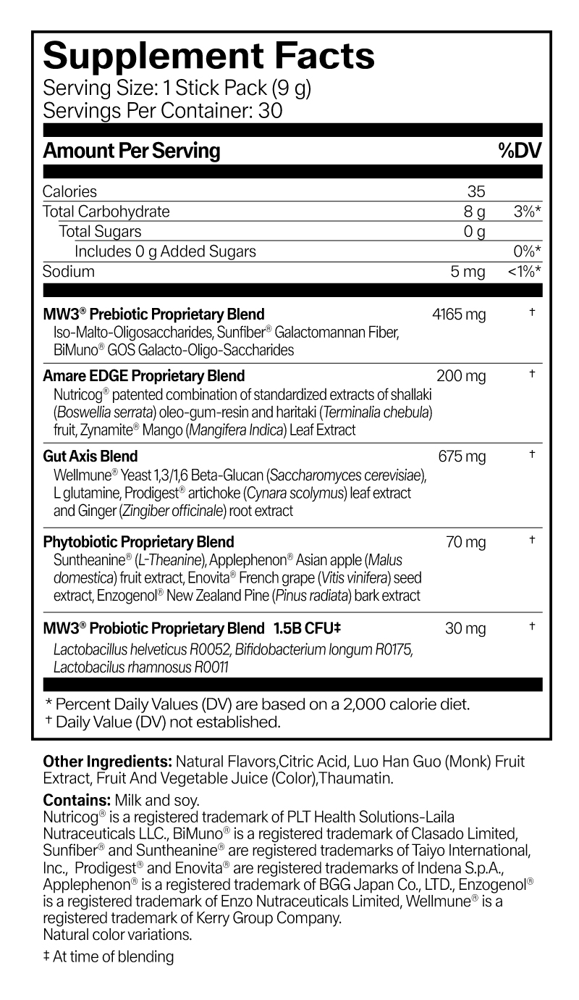 Supplement Facts
Serving Size: 1 Stick Pack (9 g)
Servings Per Container: 30
Amount Per Serving %DV
Calories 35
Total Carbohydrate 8 g 3%*
Total Sugars 0 g
Includes 0 g Added Sugars 0%*
Sodium 5 mg <1%*
MW3® Prebiotic Proprietary Blend 4165 mg †
Iso-Malto-Oligosaccharides, Sunfiber® Galactomannan Fiber,
BiMuno® GOS Galacto-Oligo-Saccharides
Amare EDGE Proprietary Blend 200 mg †
Nutricog® patented combination of standardized extracts of shallaki
(Boswellia serrata) oleo-gum-resin and haritaki (Terminalia chebula)
fruit, Zynamite® Mango (Mangifera Indica) Leaf Extract
Gut Axis Blend 675 mg †
Wellmune® Yeast 1,3/1,6 Beta-Glucan (Saccharomyces cerevisiae),
L glutamine, Prodigest® artichoke (Cynara scolymus) leaf extract
and Ginger (Zingiber officinale) root extract
Phytobiotic Proprietary Blend 70 mg †
Suntheanine® (L-Theanine), Applephenon® Asian apple (Malus
domestica) fruit extract, Enovita® French grape (Vitis vinifera) seed
extract, Enzogenol® New Zealand Pine (Pinus radiata) bark extract
MW3® Probiotic Proprietary Blend 1.5B CFU‡ 30 mg †
Lactobacillus helveticus R0052, Bifidobacterium longum R0175,
Lactobacilus rhamnosus R0011
* Percent Daily Values (DV) are based on a 2,000 calorie diet.
† Daily Value (DV) not established.
Other Ingredients: Natural Flavors,Citric Acid, Luo Han Guo (Monk) Fruit
Extract, Fruit And Vegetable Juice (Color),Thaumatin.
Contains: Milk and soy.
Nutricog® is a registered trademark of PLT Health Solutions-Laila
Nutraceuticals LLC., BiMuno® is a registered trademark of Clasado Limited,
Sunfiber® and Suntheanine® are registered trademarks of Taiyo International,
Inc., Prodigest® and Enovita® are registered trademarks of Indena S.p.A.,
Applephenon® is a registered trademark of BGG Japan Co., LTD., Enzogenol®
is a registered trademark of Enzo Nutraceuticals Limited, Wellmune® is a
registered trademark of Kerry Group Company.
Natural color variations.
‡ At time of blending